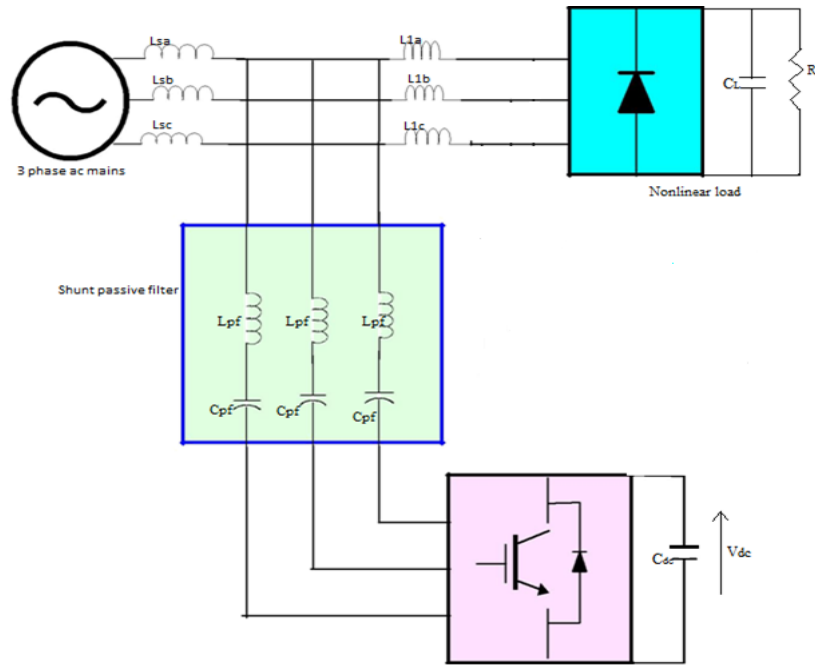 Lsa
L1a
Lsb
L1b
Lsc
L1c
CL
R
3 phase ac mains
Nonlinear load
Shunt passive filter
Lpf
Lpf
Lpf
Cpf
Cpf
Cpf
Cdc
Vdc